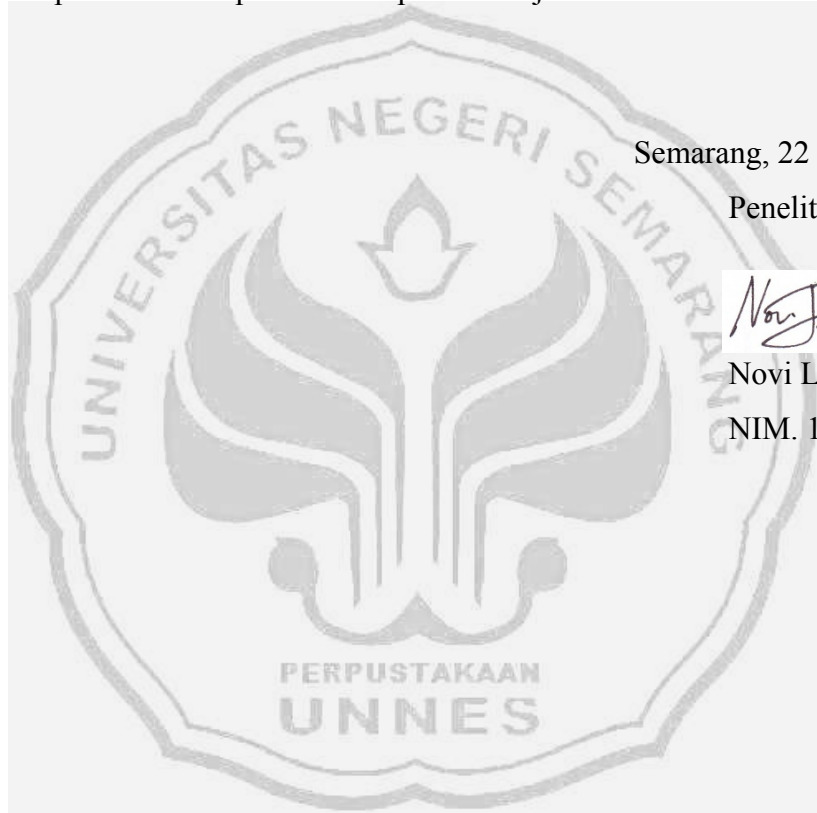 UNIVERSITAS NEGERI SEMARANG
Semarang, 22
Penelit
Novi L
NIM. 1
PERPUSTAKAAN
UNNES